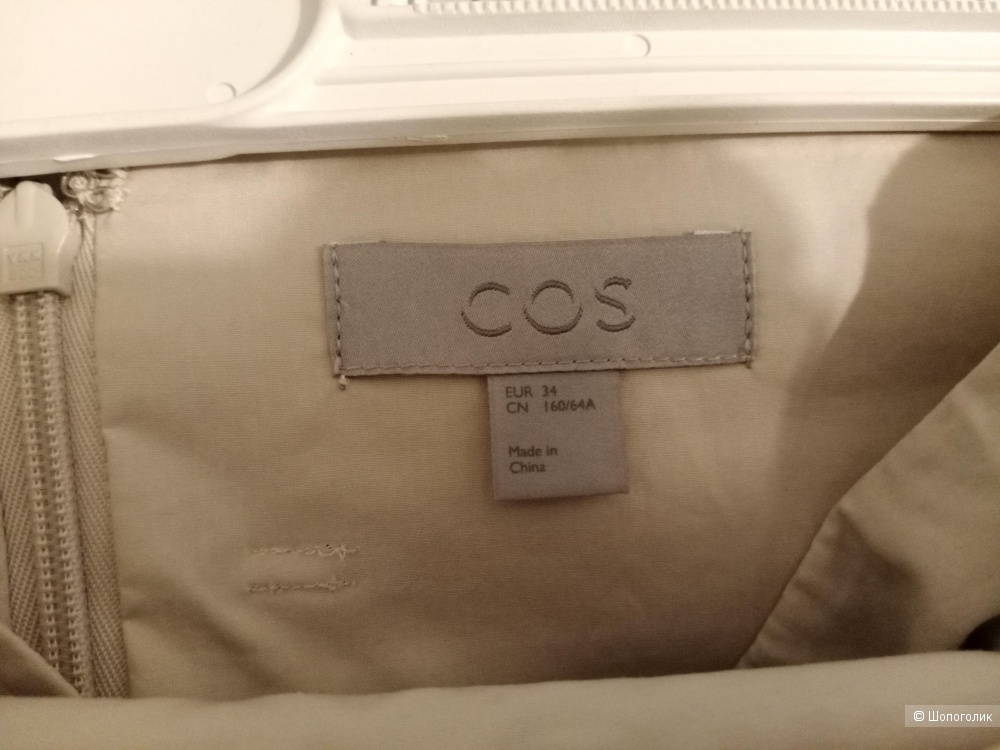 COS
EUR 34
CN 160/64A
Made in
China
© Шопоголик